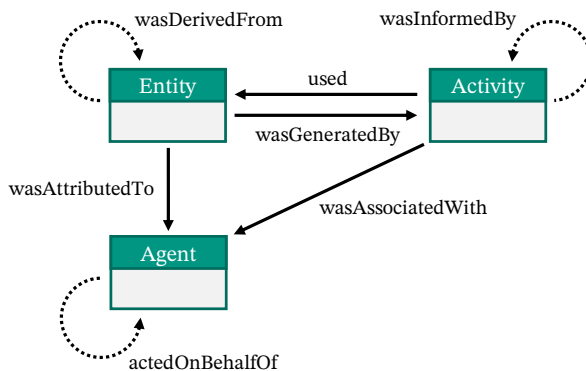 wasDerivedFrom
wasInformedBy
Entity
used
Activity
wasGeneratedBy
wasAttributedTo
wasAssociatedWith
Agent
actedOnBehalfOf